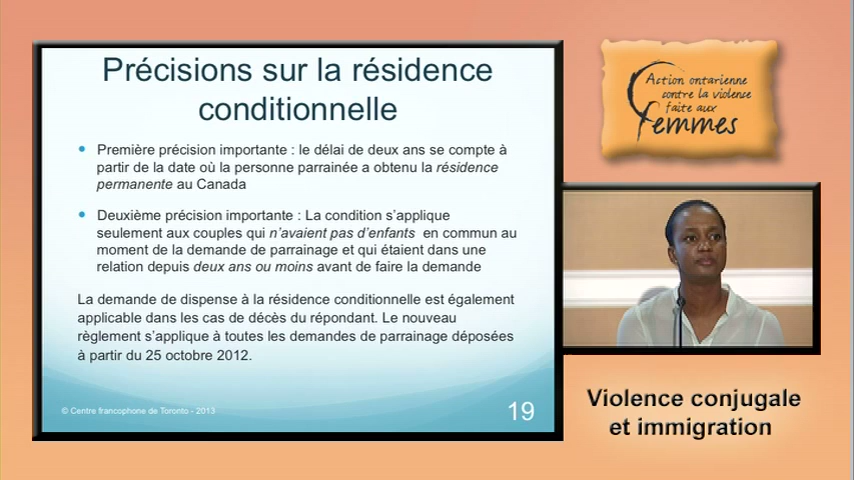 Précisions sur la résidence
conditionnelle
Première précision importante : le délai de deux ans se compte à
partir de la date où la personne parrainée a obtenu la résidence
permanente au Canada
Deuxième précision importante : La condition s’applique
seulement aux couples qui n’avaient pas d’enfants en commun au
moment de la demande de parrainage et qui étaient dans une
relation depuis deux ans ou moins avant de faire la demande
La demande de dispense à la résidence conditionnelle est également
applicable dans les cas de décès du répondant. Le nouveau
règlement s’applique à toutes les demandes de parrainage déposées
à partir du 25 octobre 2012.
© Centre francophone de Toronto - 2013
19
Action ontarienne
contre la violence
faite aux
femmes
Violence conjugale
et immigration